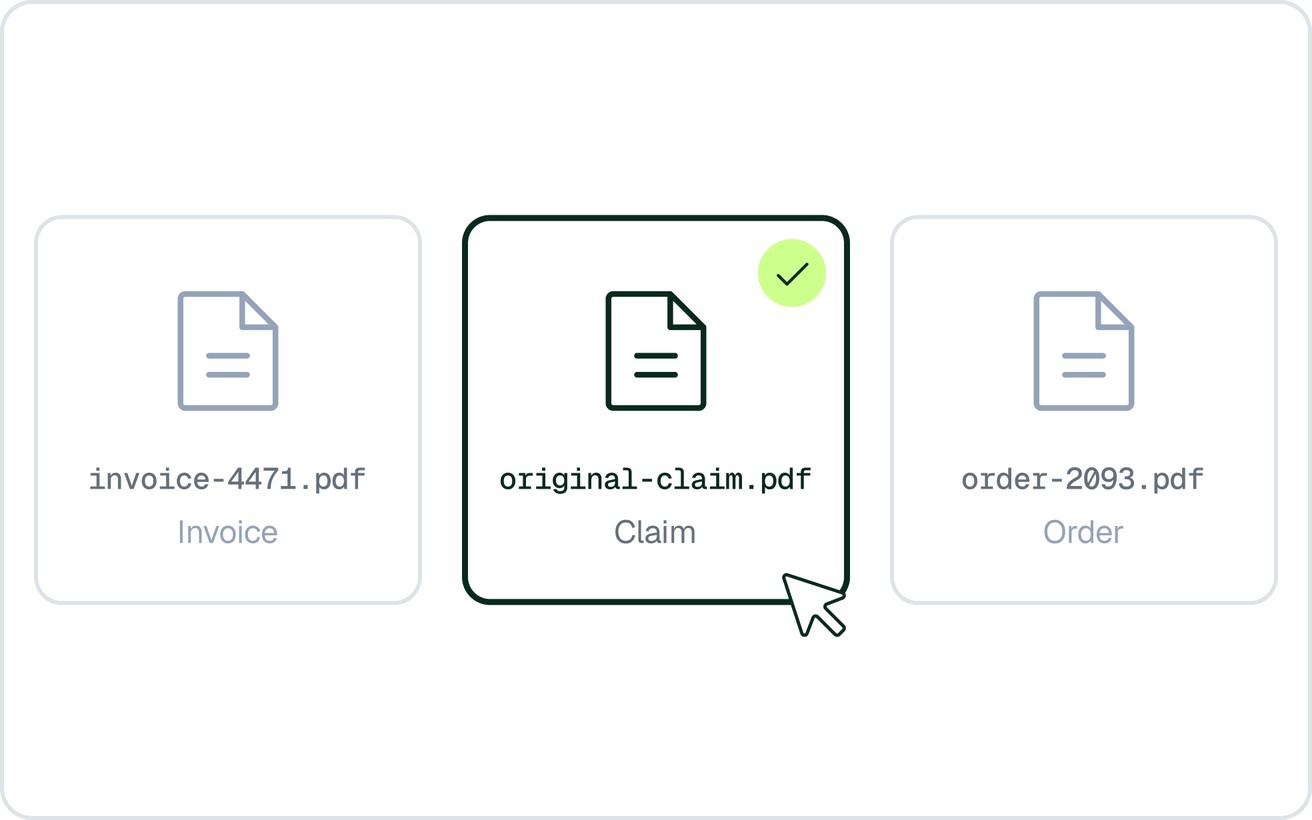 invoice-4471.pdf
Invoice
original-claim.pdf
Claim
order-2093.pdf
Order